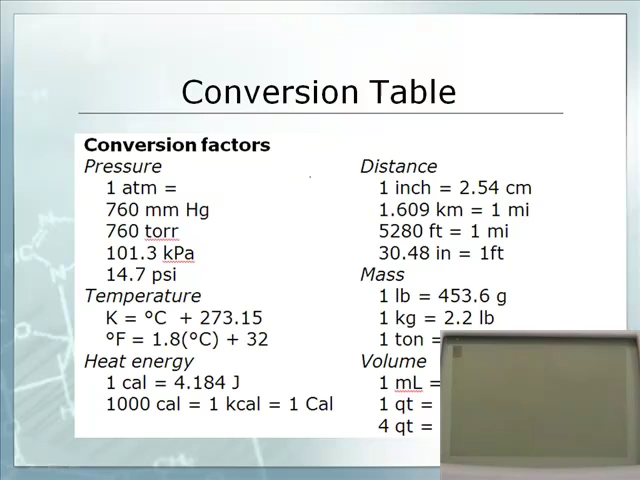 Conversion Table
Conversion factors
Pressure
1 atm =
760 mm Hg
760 torr
101.3 kPa
14.7 psi
Temperature
K = °C + 273.15
°F = 1.8(°C) + 32
Heat energy
1 cal = 4.184 J
1000 cal = 1 kcal = 1 Cal
Distance
1 inch = 2.54 cm
1.609 km = 1 mi
5280 ft = 1 mi
30.48 in = 1ft
Mass
1 lb = 453.6 g
1 kg = 2.2 lb
1 ton =
Volume
1 mL =
1 qt =
4 qt =